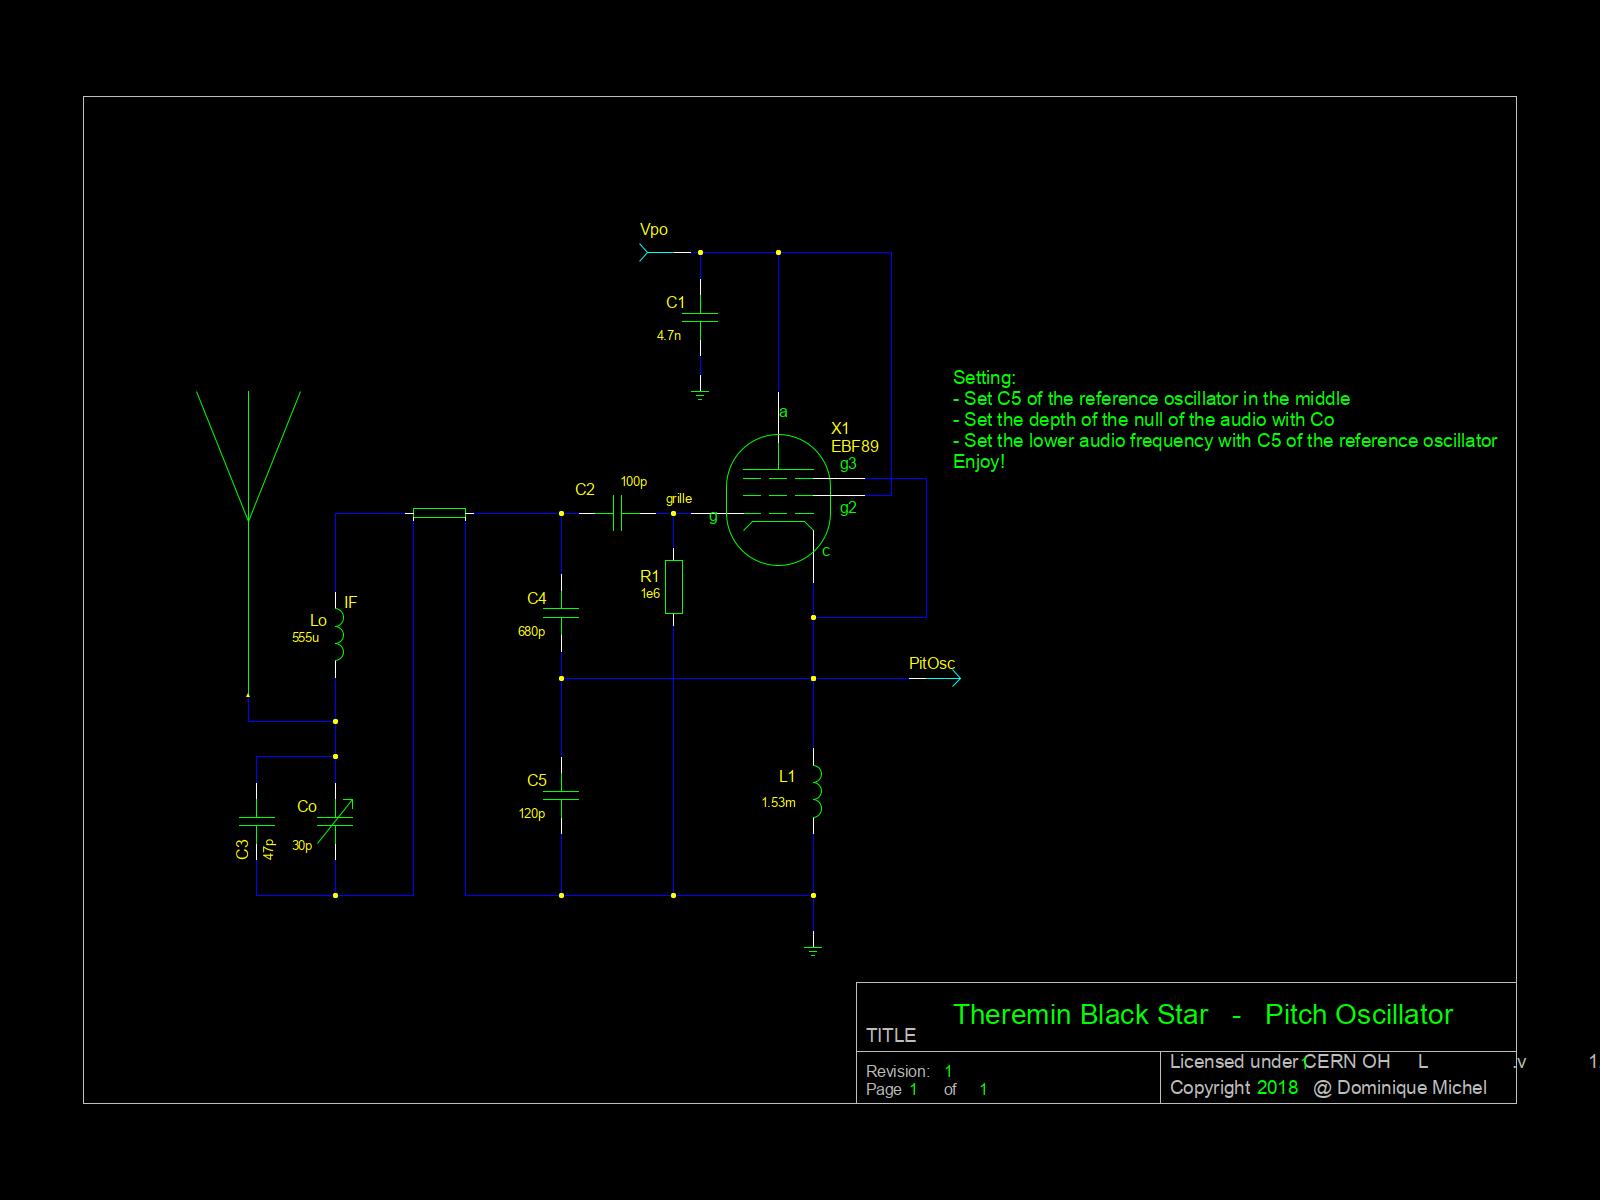 Vpo
C1
4.7n
a
X1
EBF89
g3
g2
g
c
Setting:
- Set C5 of the reference oscillator in the middle
- Set the depth of the null of the audio with Co
- Set the lower audio frequency with C5 of the reference oscillator
Enjoy!
C2
100p
grille
R1
1e6
IF
Lo
555u
C4
680p
PitOsc
C5
120p
L1
1.53m
C3
47p
Co
30p
Theremin Black Star - Pitch Oscillator
TITLE
Revision: 1
Page 1 of 1
Licensed under CERN OH L .v 1.
1
Copyright 2018 @ Dominique Michel